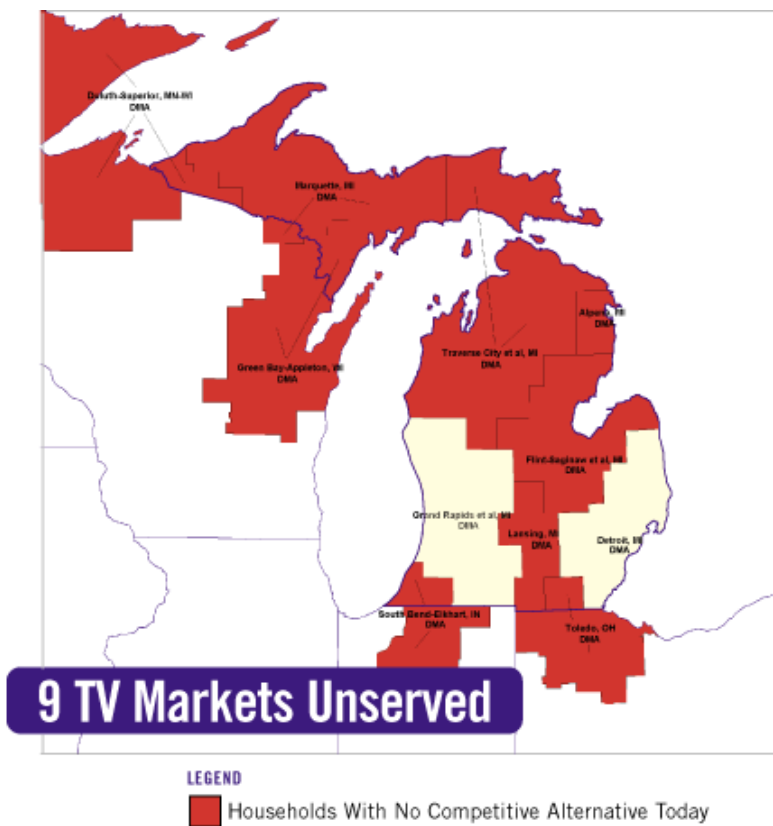 Duluth-Superior, MN-WI
DMA
Marquette, MI
DMA
Alpena, MI
DMA
Traverse City et al, MI
DMA
Green Bay-Appleton, WI
DMA
Flint-Saginaw et al, MI
DMA
Grand Rapids et al, MI
DMA
Lansing, MI
DMA
Detroit, MI
DMA
South Bend-Elkhart, IN
DMA
Toledo, OH
DMA
9 TV Markets Unserved
LEGEND
Households With No Competitive Alternative Today